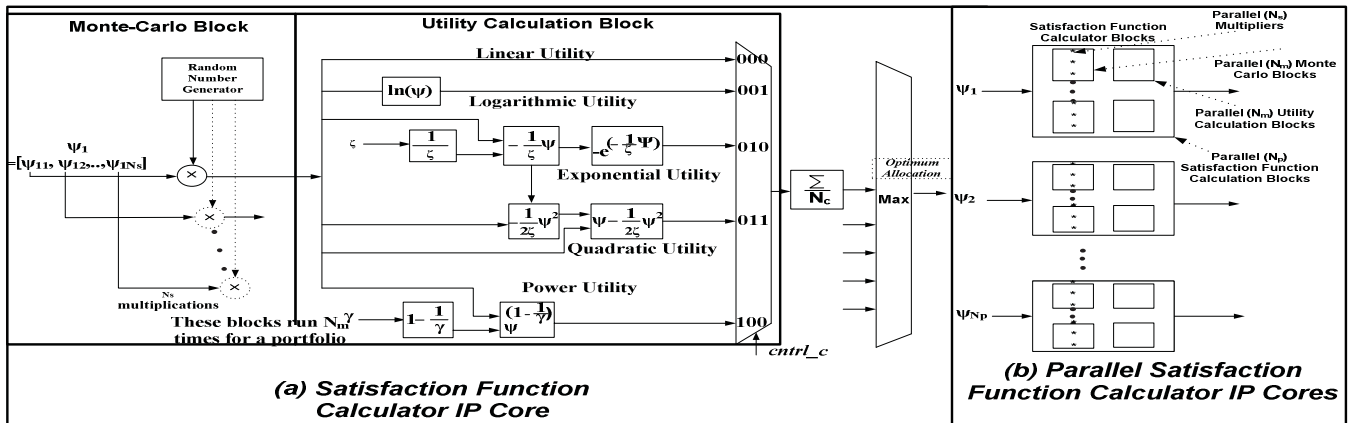 Monte-Carlo Block
Random
Number
Generator
ψ1
=[ψ11, ψ12,..,ψ1Ns]
×
×
×
Ns
multiplications
These blocks run Nm
times for a portfolio
Utility Calculation Block
Linear Utility
000
ln(ψ)
001
Logarithmic Utility
ζ
1/ζ
-1/ζ ψ
-e^(-1/ζ Ψ)
010
Exponential Utility
-1/2ζ ψ²
ψ-1/2ζ ψ²
011
Quadratic Utility
Power Utility
γ
1-1/γ
ψ^(1-1/γ)
100
cntrl_c
Σ/Nc
Optimum
Allocation
Max
(a) Satisfaction Function
Calculator IP Core
Parallel (Ns)
Multipliers
Satisfaction Function
Calculator Blocks
Parallel (Nm) Monte
Carlo Blocks
Parallel (Nm) Utility
Calculation Blocks
Parallel (Np)
Satisfaction Function
Calculation Blocks
ψ1
ψ2
ψNp
(b) Parallel Satisfaction
Function Calculator IP Cores